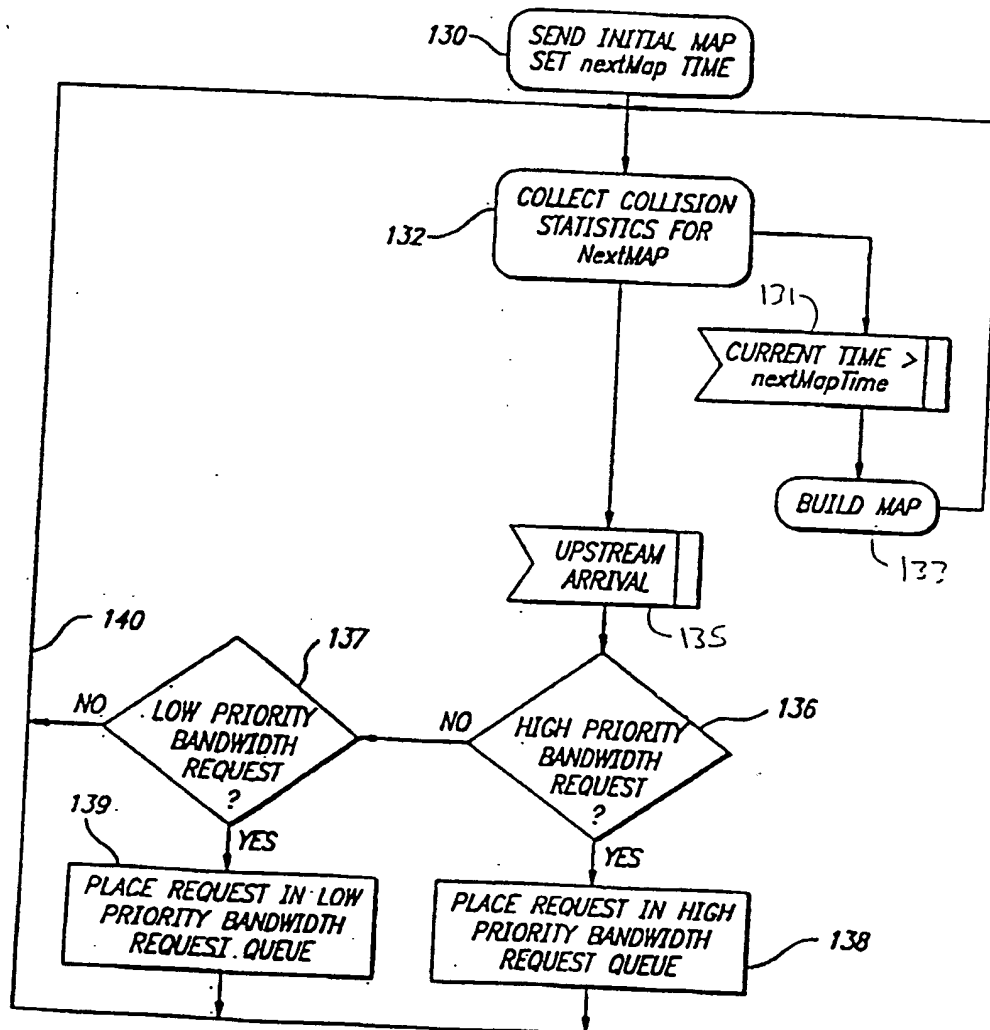 130
SEND INITIAL MAP
SET nextMap TIME
132
COLLECT COLLISION
STATISTICS FOR
NextMAP
131
CURRENT TIME >
nextMapTime
BUILD MAP
133
UPSTREAM
ARRIVAL
135
140
137
NO
LOW PRIORITY
BANDWIDTH
REQUEST
?
NO
HIGH PRIORITY
BANDWIDTH
REQUEST
?
136
139
YES
PLACE REQUEST IN LOW
PRIORITY BANDWIDTH
REQUEST QUEUE
YES
PLACE REQUEST IN HIGH
PRIORITY BANDWIDTH
REQUEST QUEUE
138